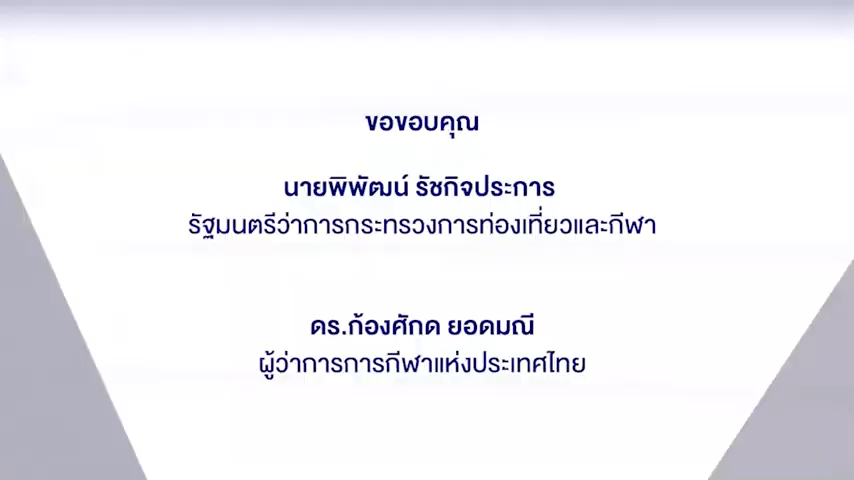 ขอขอบคุณ
นายพิพัฒน์ รัชกิจประการ
รัฐมนตรีว่าการกระทรวงการท่องเที่ยวและกีฬา
ดร.ก้องศักด ยอดมณี
ผู้ว่าการการกีฬาแห่งประเทศไทย